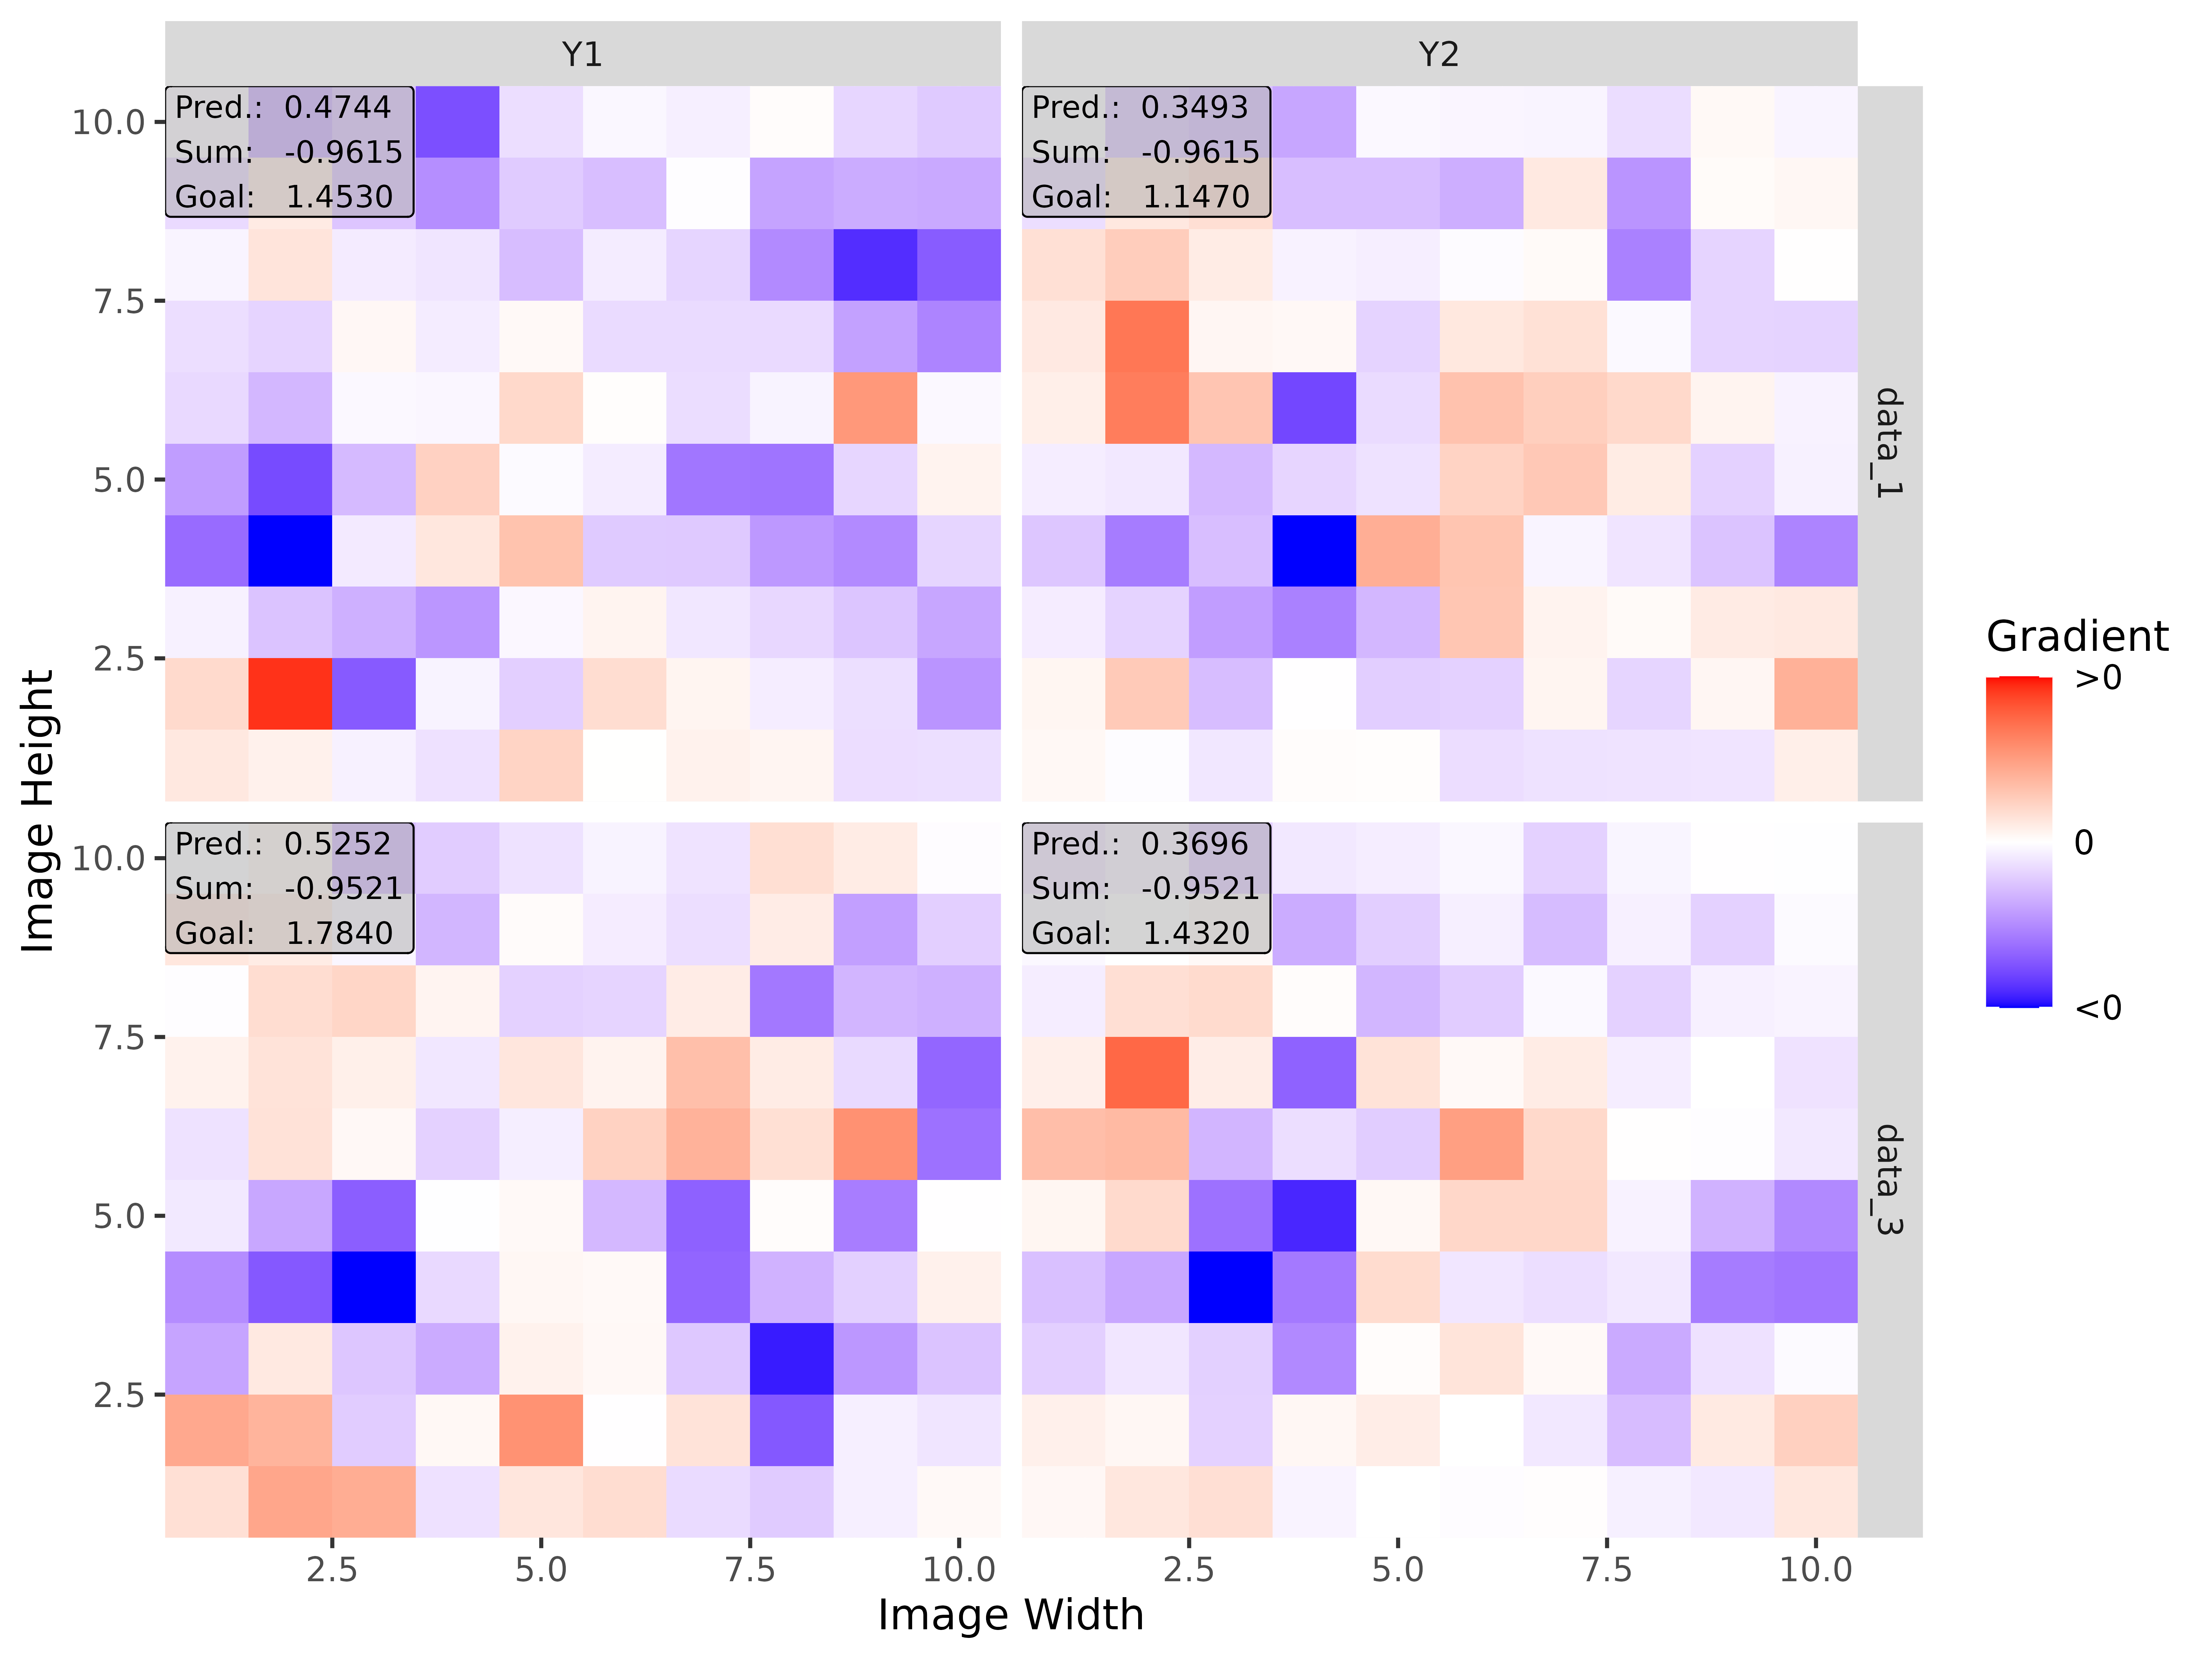 Y1
Y2
Pred.: 0.4744
Sum: -0.9615
Goal: 1.4530
Pred.: 0.3493
Sum: -0.9615
Goal: 1.1470
10.0
7.5
5.0
2.5
data_1
Pred.: 0.5252
Sum: -0.9521
Goal: 1.7840
Pred.: 0.3696
Sum: -0.9521
Goal: 1.4320
10.0
7.5
5.0
2.5
data_3
Image Height
2.5 5.0 7.5 10.0
2.5 5.0 7.5 10.0
Image Width
Gradient
>0
0
<0